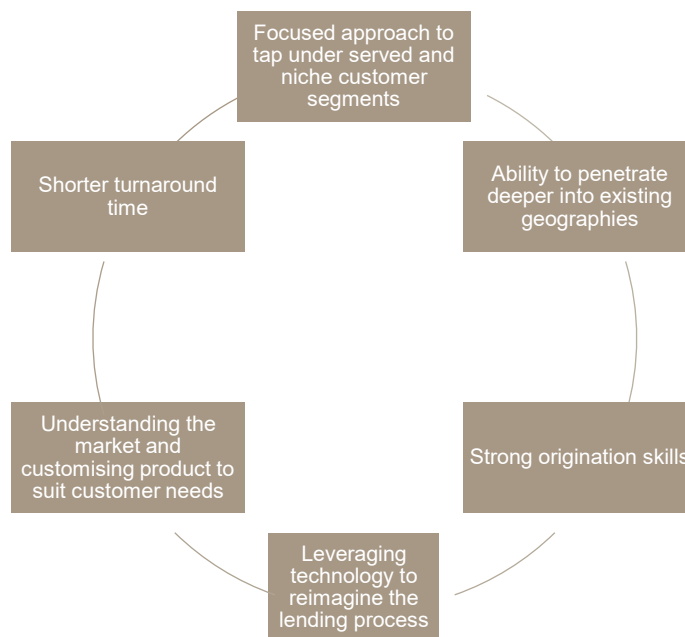 Focused approach to
tap under served and
niche customer
segments
Ability to penetrate
deeper into existing
geographies
Strong origination skills
Leveraging
technology to
reimagine the
lending process
Understanding the
market and
customising product to
suit customer needs
Shorter turnaround
time